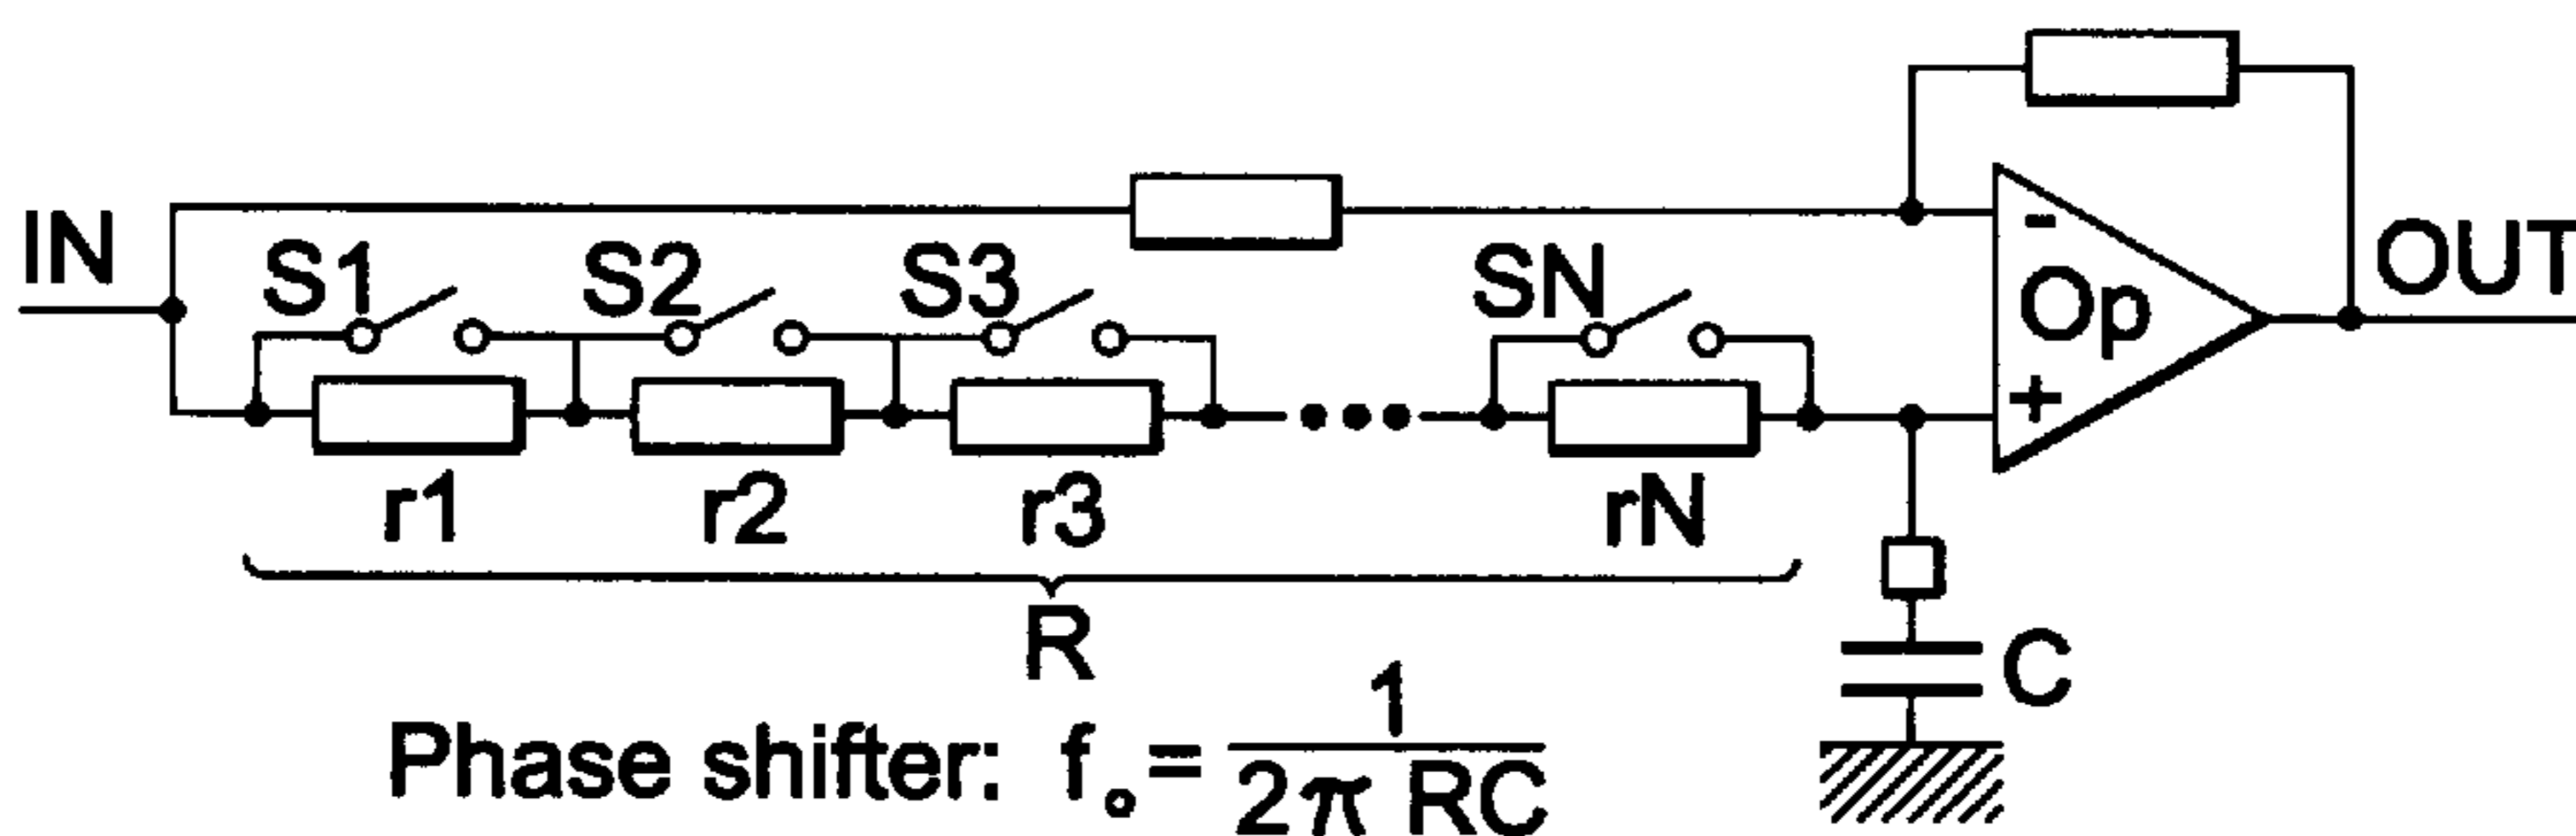 IN
S1 S2 S3 SN
- Op +
OUT
r1 r2 r3 rN
R
C
Phase shifter: f₀ = 1 / 2π RC